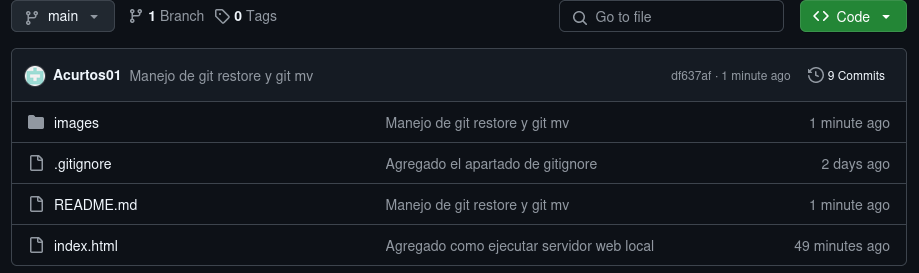 main 1 Branch 0 Tags Go to file Code
Acurtos01 Manejo de git restore y git mv df637af · 1 minute ago 9 Commits
images Manejo de git restore y git mv 1 minute ago
.gitignore Agregado el apartado de gitignore 2 days ago
README.md Manejo de git restore y git mv 1 minute ago
index.html Agregado como ejecutar servidor web local 49 minutes ago